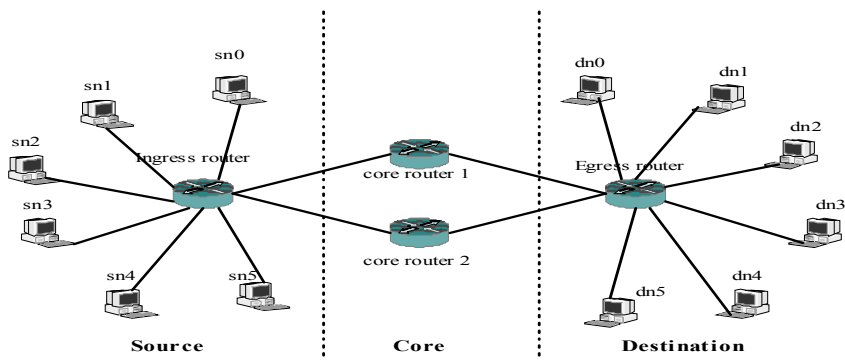 sn0
sn1
sn2
sn3
sn4
sn5
Ingress router
core router 1
core router 2
Egress router
dn0
dn1
dn2
dn3
dn4
dn5
Source
Core
Destination